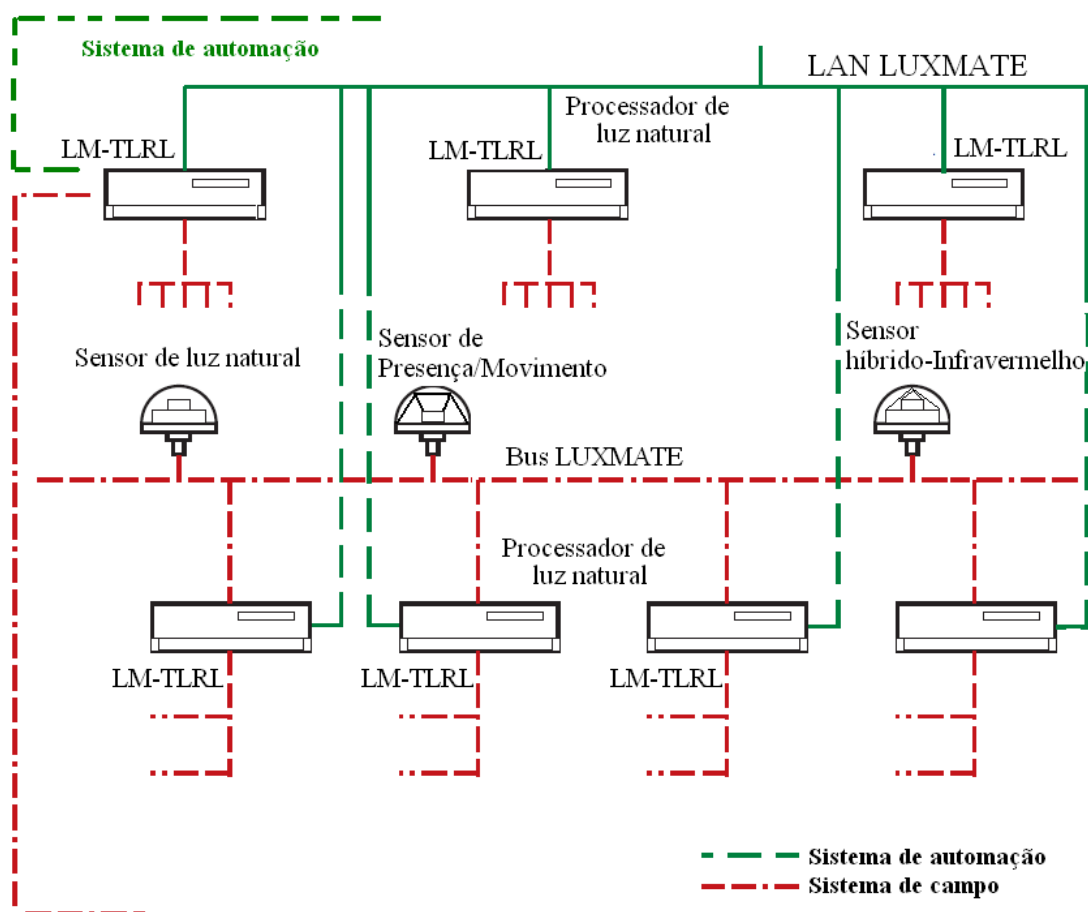 Sistema de automação
LAN LUXMATE
Processador de
luz natural
LM-TLRL
LM-TLRL
LM-TLRL
Sensor de luz natural
Sensor de
Presença/Movimento
Sensor
híbrido-Infravermelho
Bus LUXMATE
Processador de
luz natural
LM-TLRL
LM-TLRL
LM-TLRL
Sistema de automação
Sistema de campo